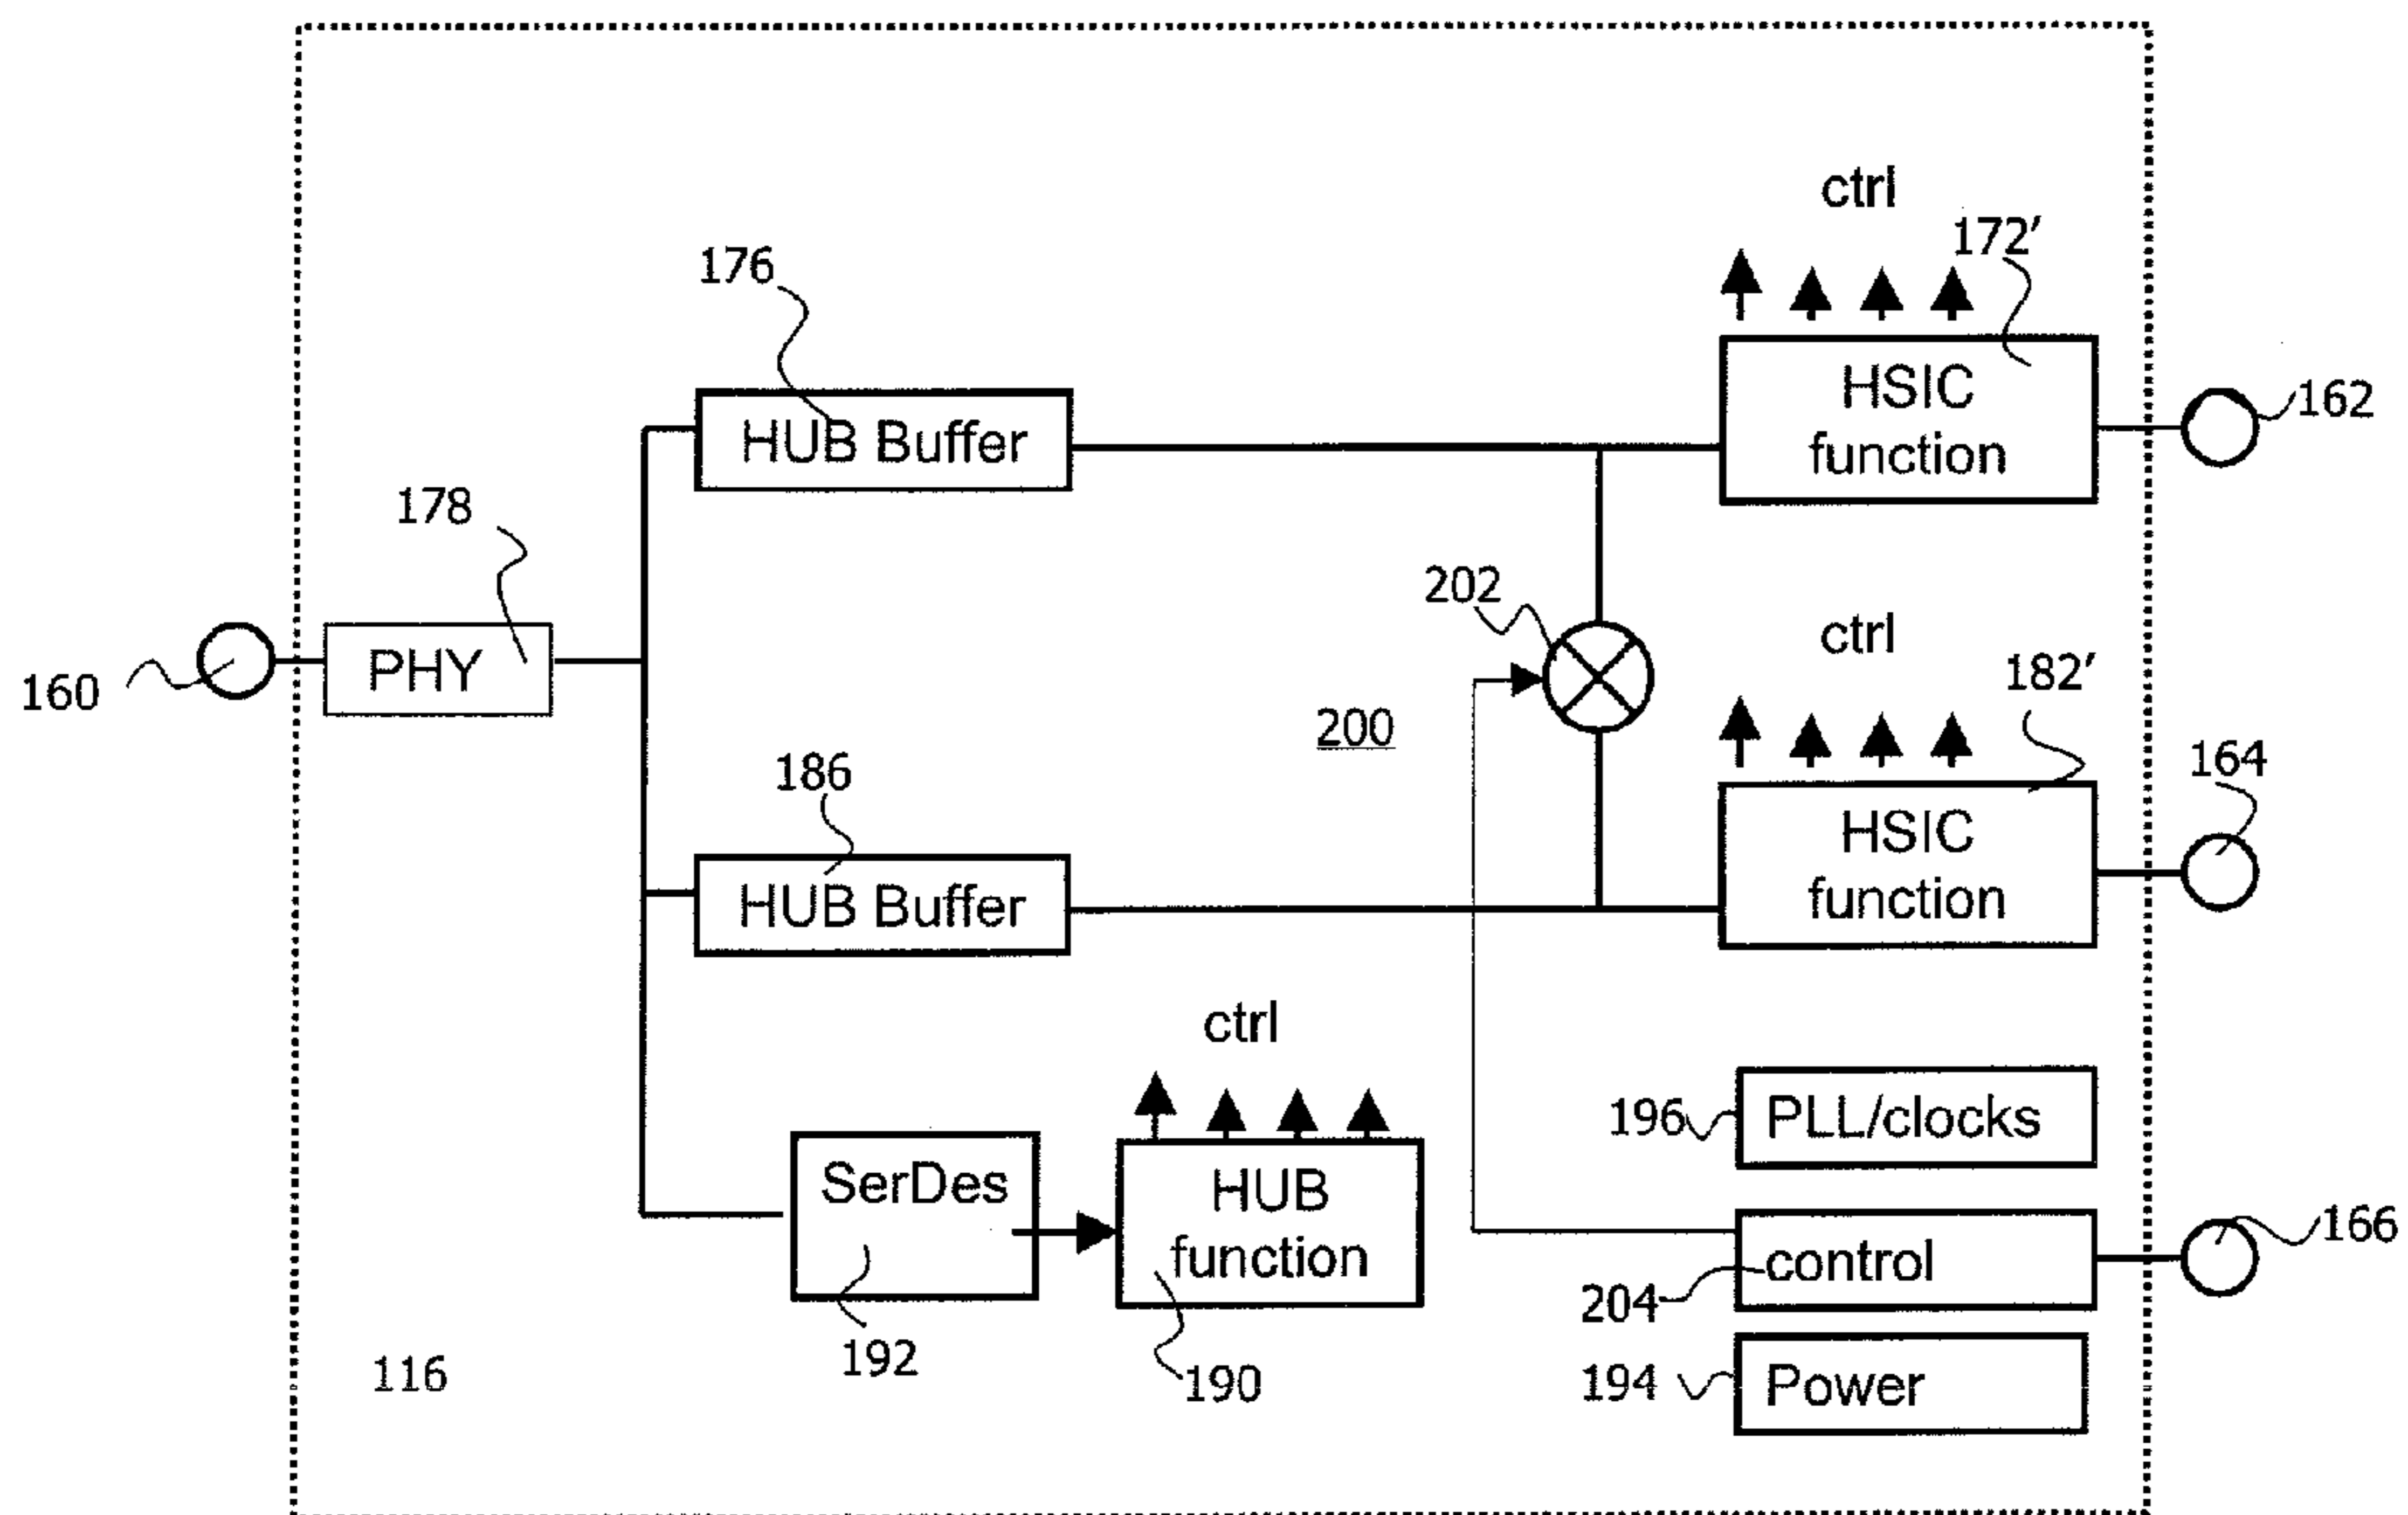 ctrl
172'
176
HSIC
function
162
HUB Buffer
178
202
ctrl
182'
PHY
160
200
164
186
HSIC
function
HUB Buffer
ctrl
196
PLL/clocks
SerDes
HUB
function
166
control
204
192
190
116
194
Power